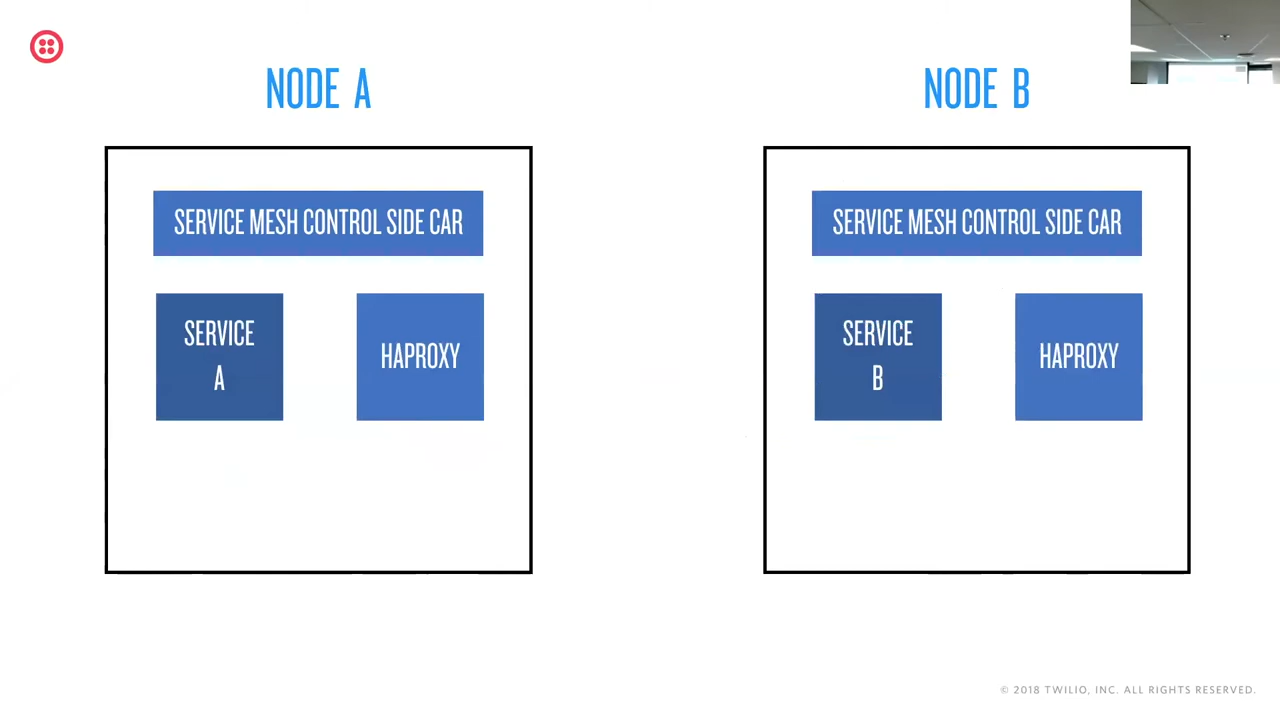 NODE A
SERVICE MESH CONTROL SIDE CAR
SERVICE
A
HAPROXY
NODE B
SERVICE MESH CONTROL SIDE CAR
SERVICE
B
HAPROXY
© 2018 TWILIO, INC. ALL RIGHTS RESERVED.